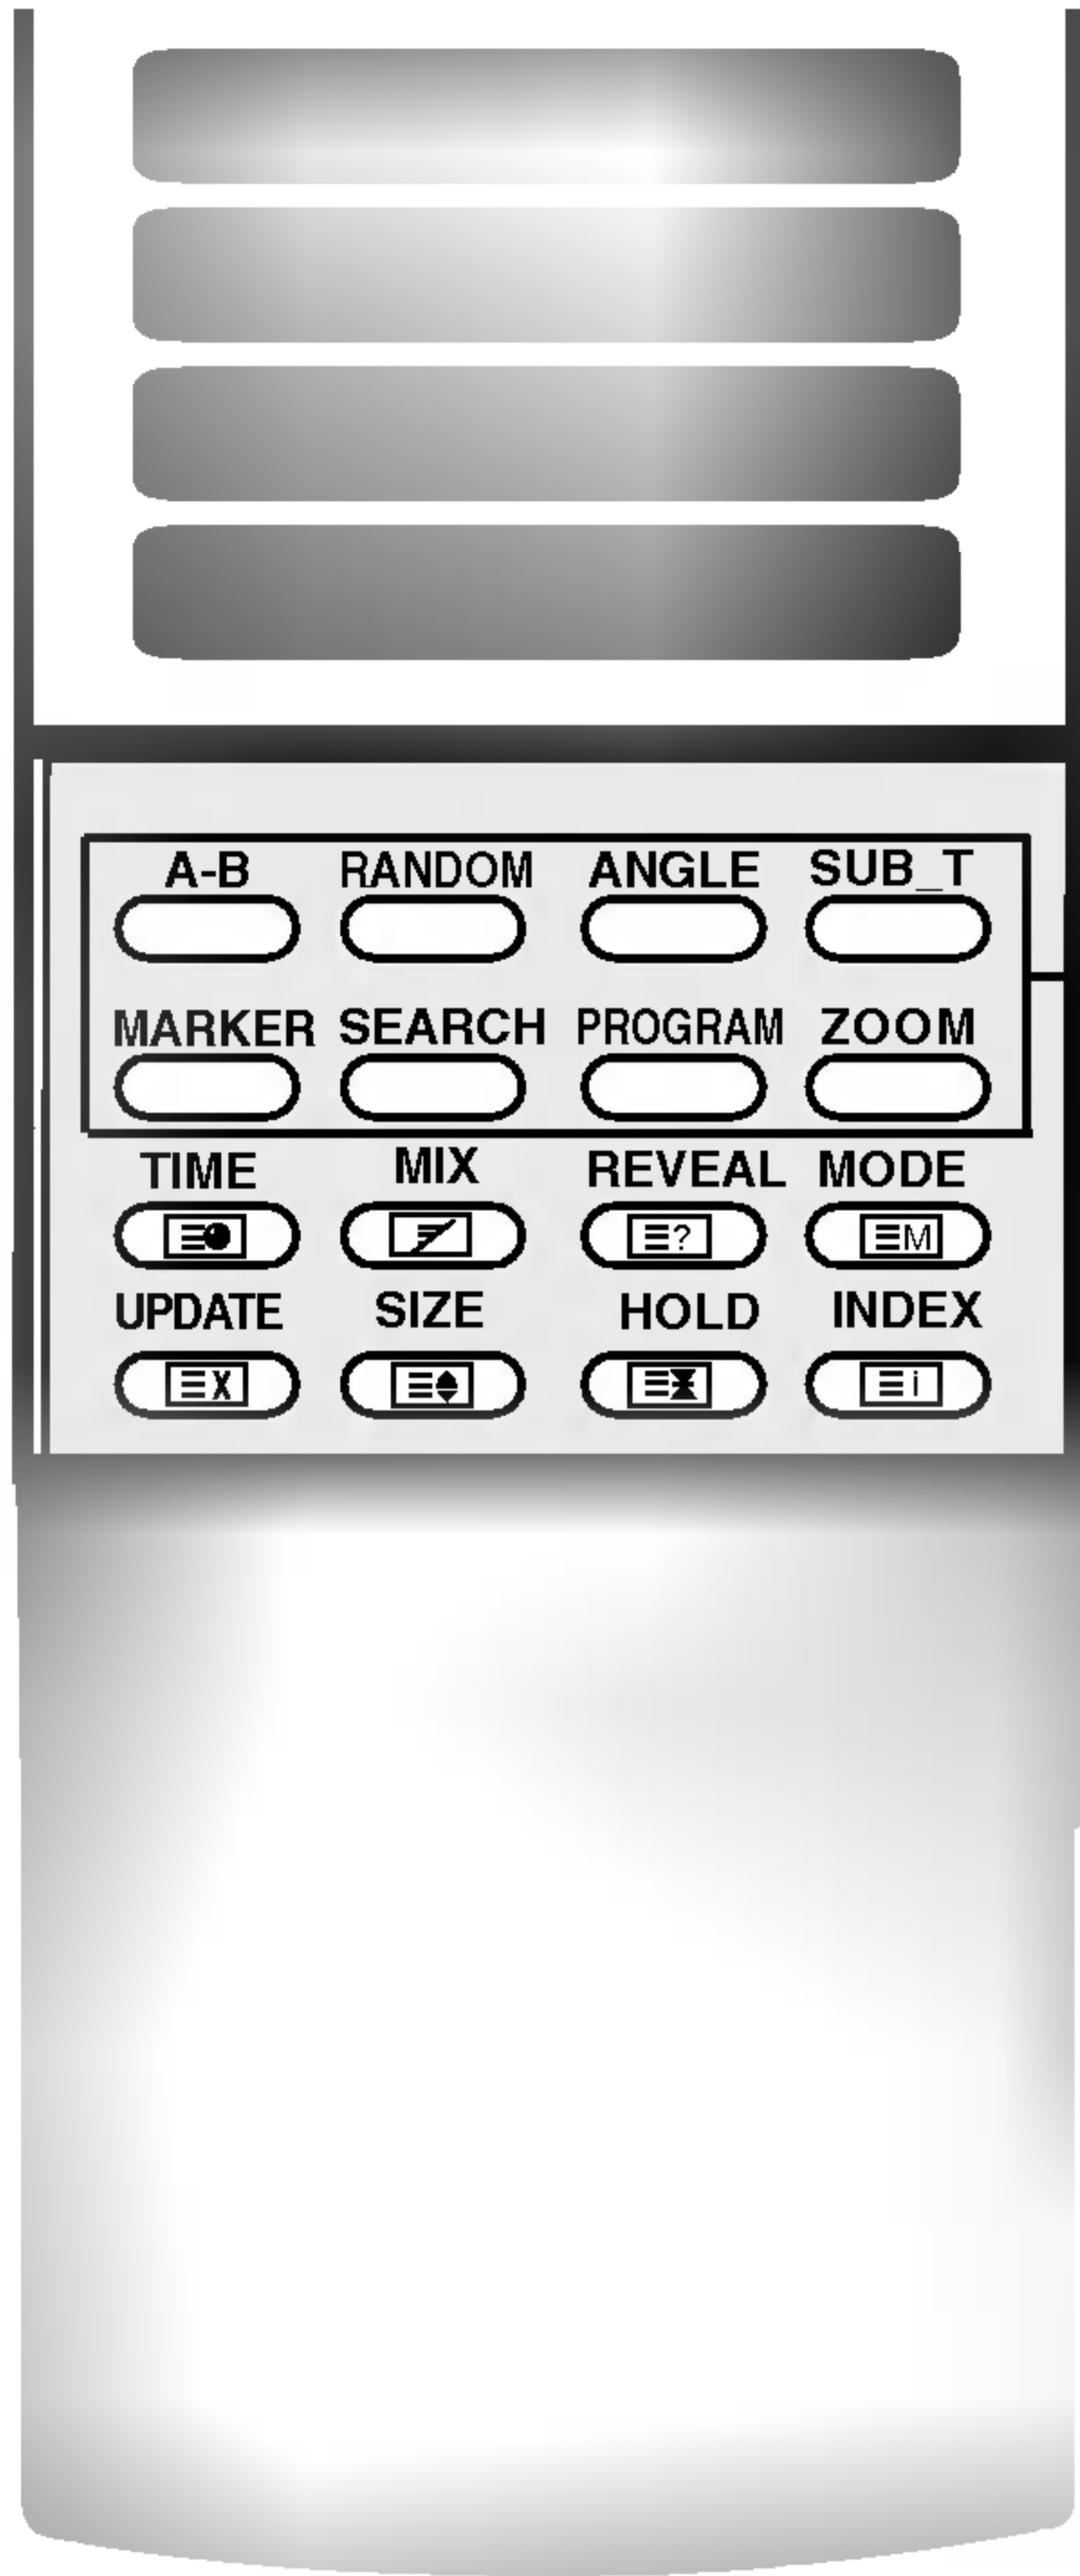 A-B RANDOM ANGLE SUB_T
MARKER SEARCH PROGRAM ZOOM
TIME MIX REVEAL MODE
? M
UPDATE SIZE HOLD INDEX
X i